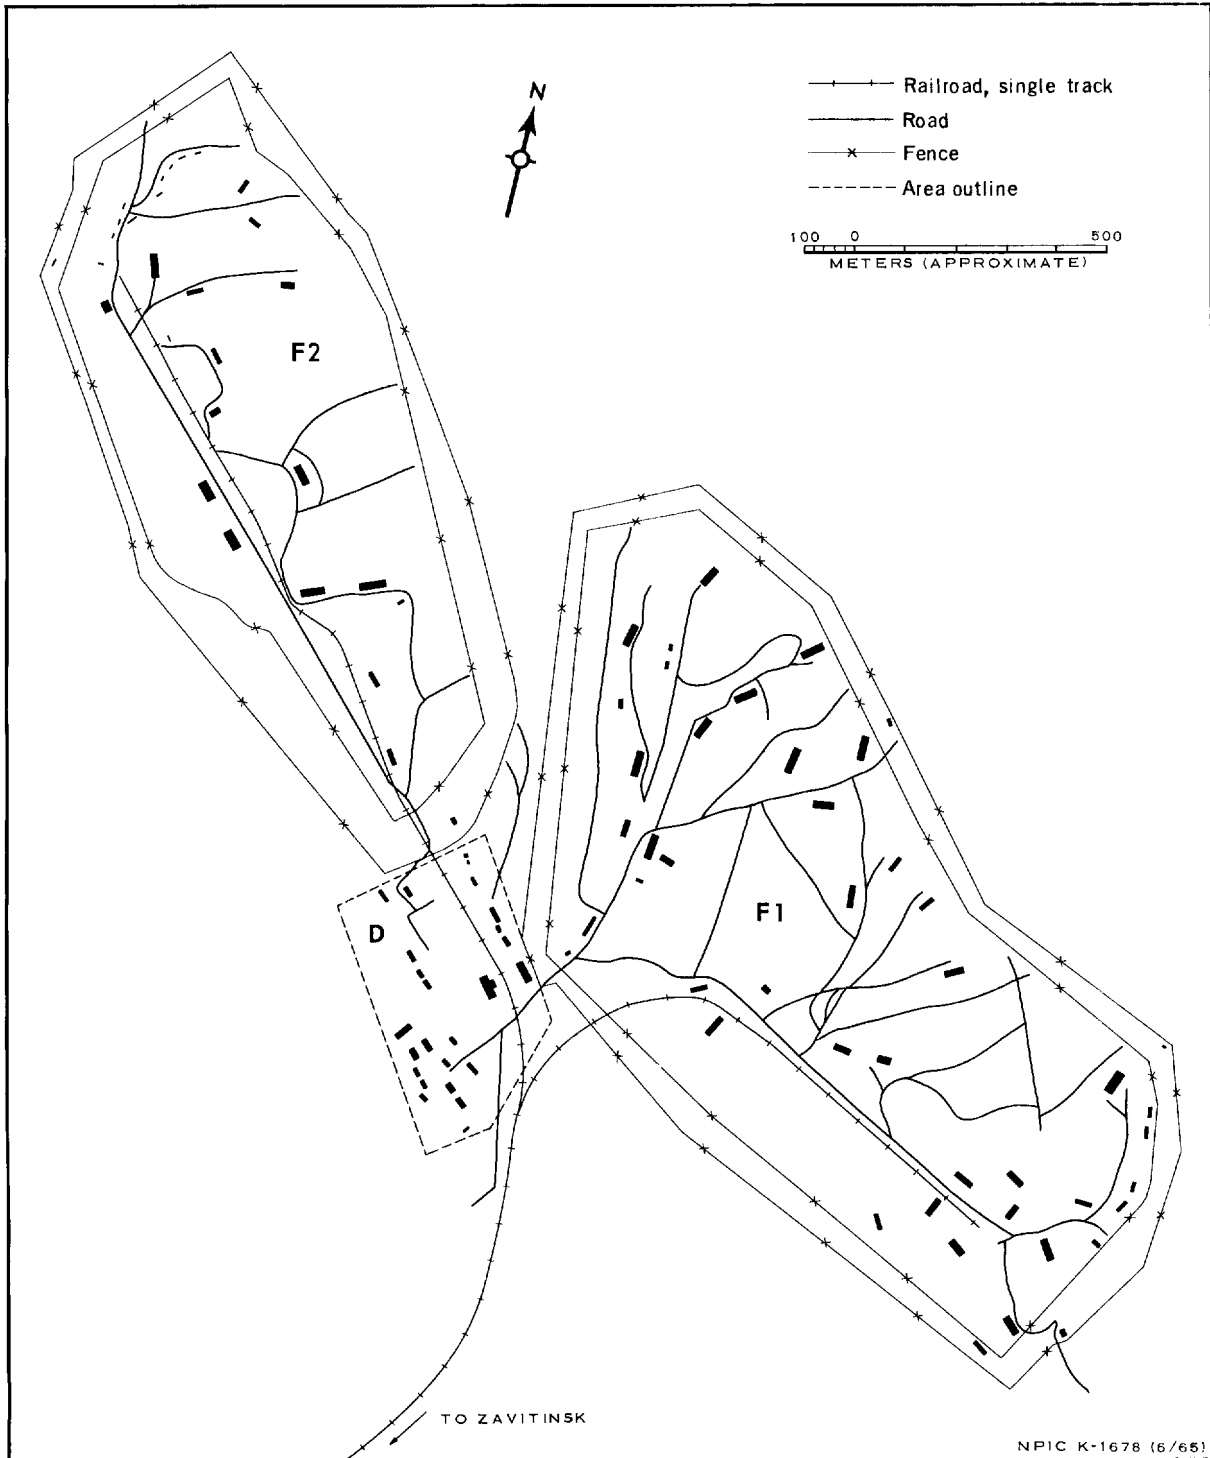 N
Railroad, single track
Road
Fence
Area outline
100 0 500
METERS (APPROXIMATE)
F2
F1
D
TO ZAVITINSK
NPIC K-1678 (6/65)